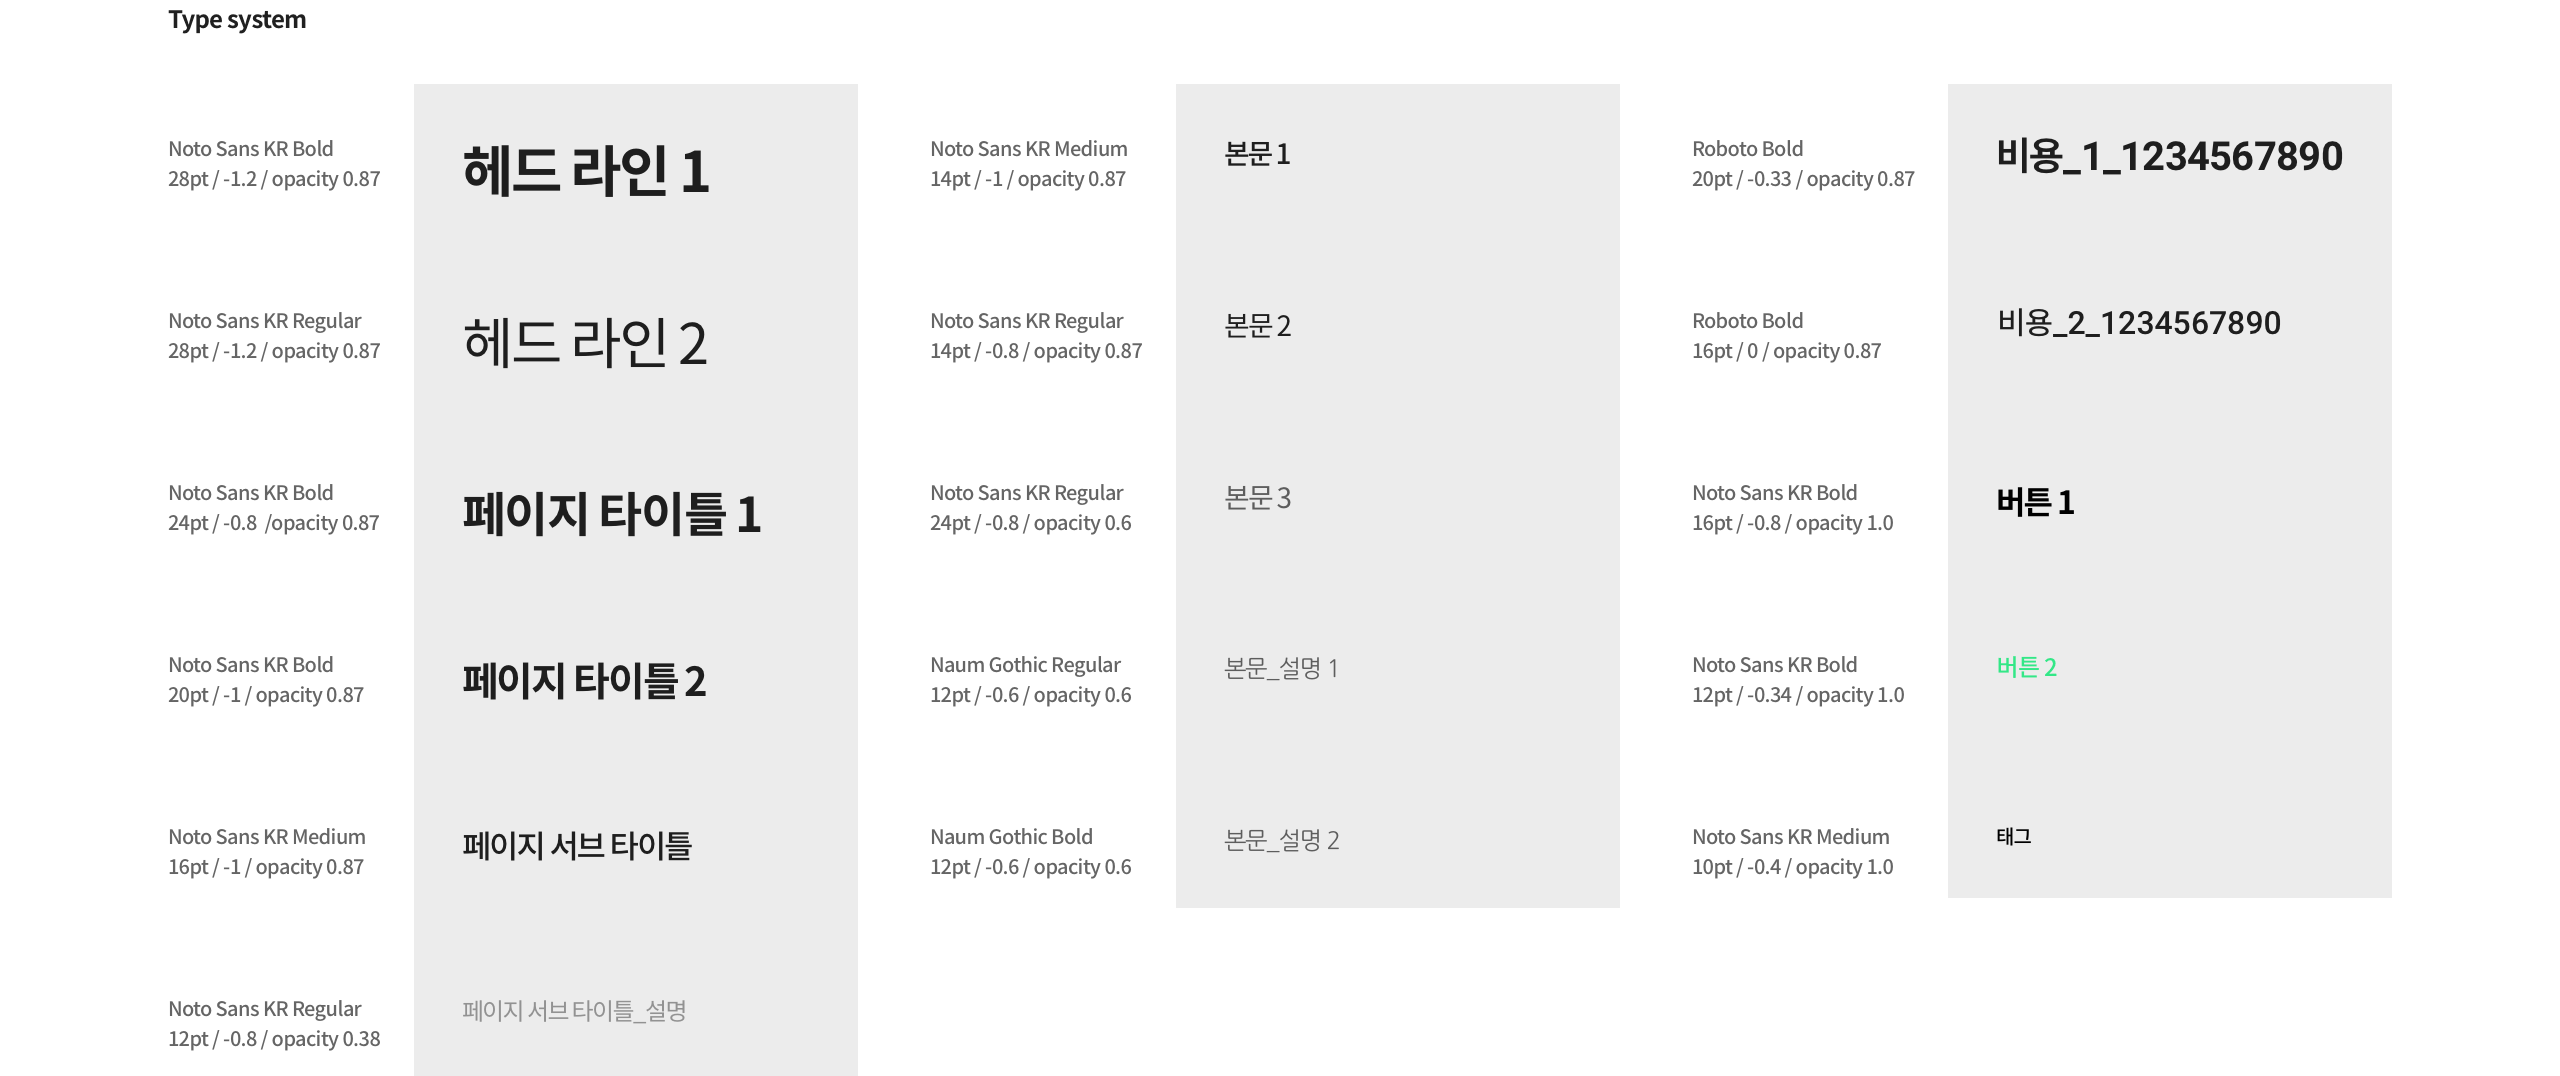 Type system
Noto Sans KR Bold
28pt / -1.2 / opacity 0.87
헤드 라인 1
Noto Sans KR Regular
28pt / -1.2 / opacity 0.87
헤드 라인 2
Noto Sans KR Bold
24pt / -0.8  /opacity 0.87
페이지 타이틀 1
Noto Sans KR Bold
20pt / -1 / opacity 0.87
페이지 타이틀 2
Noto Sans KR Medium
16pt / -1 / opacity 0.87
페이지 서브 타이틀
Noto Sans KR Regular
12pt / -0.8 / opacity 0.38
페이지 서브 타이틀_설명
Noto Sans KR Medium
14pt / -1 / opacity 0.87
본문 1
Noto Sans KR Regular
14pt / -0.8 / opacity 0.87
본문 2
Noto Sans KR Regular
24pt / -0.8 / opacity 0.6
본문 3
Naum Gothic Regular
12pt / -0.6 / opacity 0.6
본문_설명 1
Naum Gothic Bold
12pt / -0.6 / opacity 0.6
본문_설명 2
Roboto Bold
20pt / -0.33 / opacity 0.87
비용_1_1234567890
Roboto Bold
16pt / 0 / opacity 0.87
비용_2_1234567890
Noto Sans KR Bold
16pt / -0.8 / opacity 1.0
버튼 1
Noto Sans KR Bold
12pt / -0.34 / opacity 1.0
버튼 2
Noto Sans KR Medium
10pt / -0.4 / opacity 1.0
태그